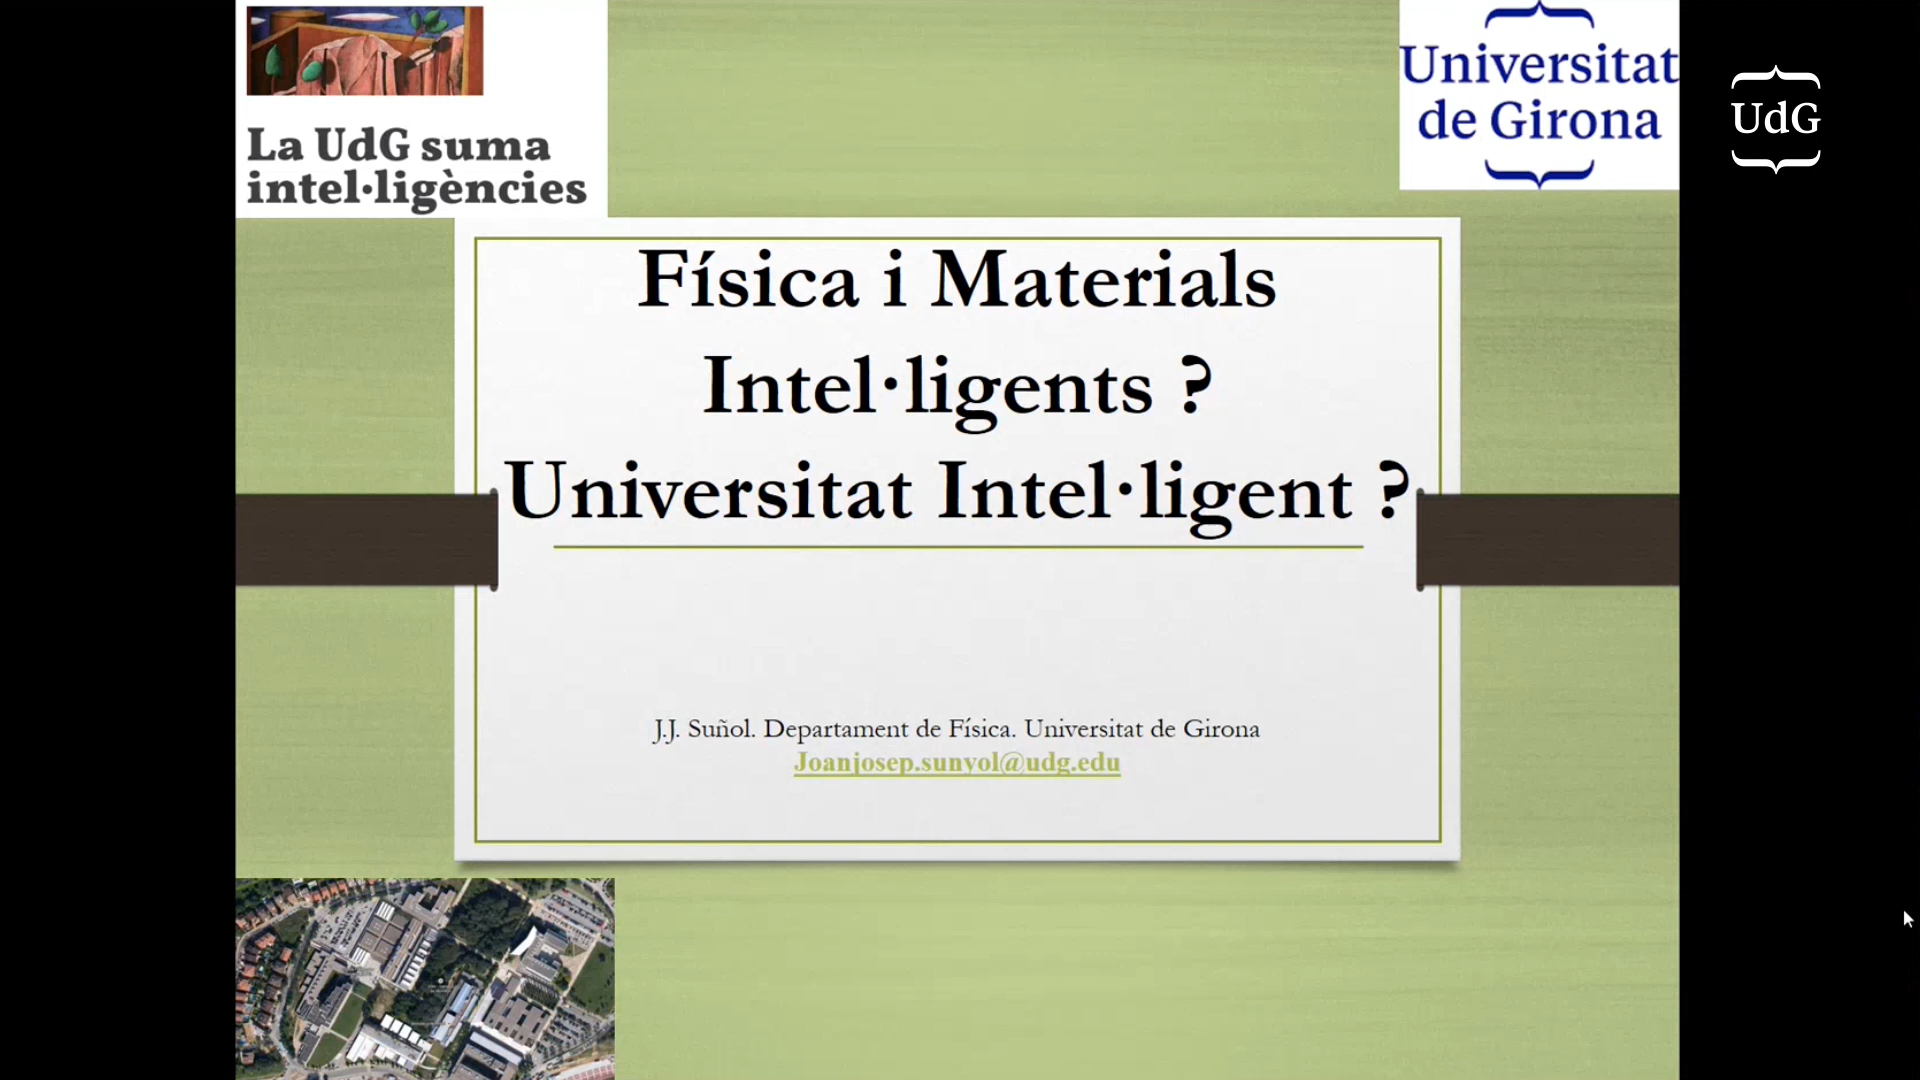 La UdG suma
intel·ligències
Universitat
de Girona
UdG
Física i Materials
Intel·ligents ?
Universitat Intel·ligent ?
J.J. Suñol. Departament de Física. Universitat de Girona
Joanjosep.sunyol@udg.edu